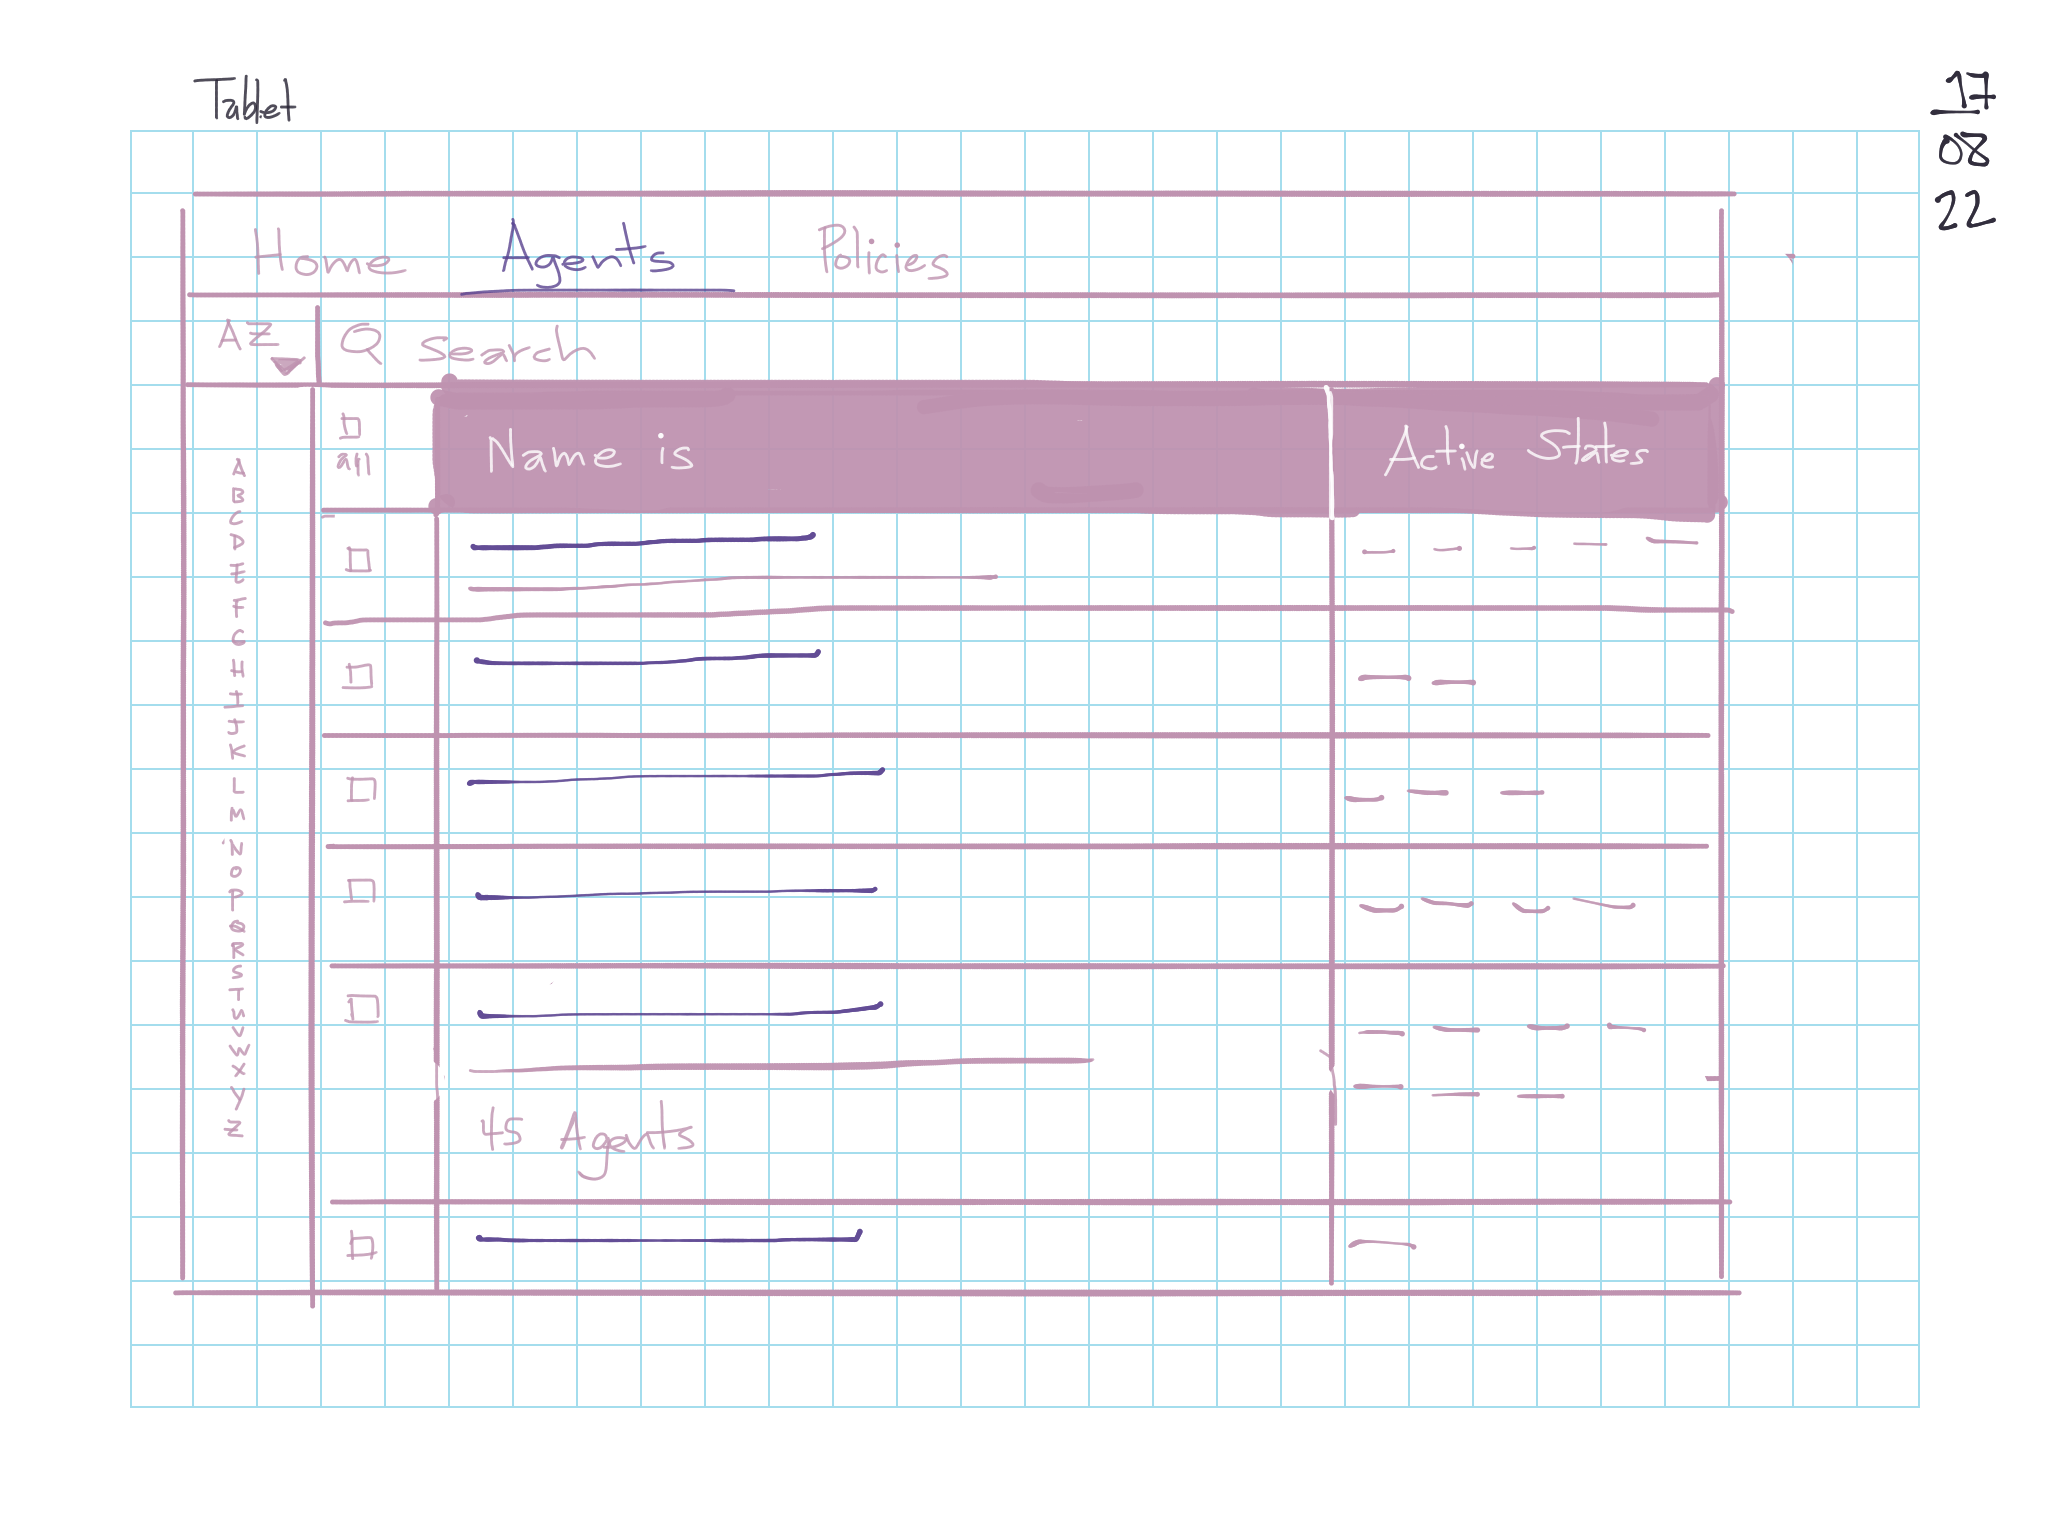 Tablet
17
08
22
Home Agents Policies
AZ Q Search
all
Name is Active States
A
B
C
D
E
F
G
H
I
J
K
L
M
N
O
P
Q
R
S
T
U
V
W
X
Y
Z
45 Agents